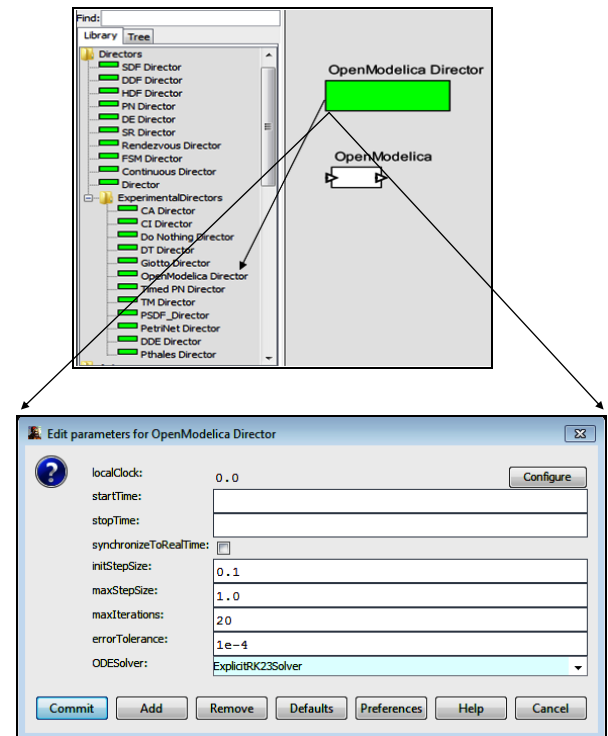 Find:
Library Tree
Directors
SDF Director
DDF Director
HDF Director
PN Director
DE Director
SR Director
Rendezvous Director
FSM Director
Continuous Director
Director
ExperimentalDirectors
CA Director
CI Director
Do Nothing Director
DT Director
Giotto Director
OpenModelica Director
Timed PN Director
TM Director
PSDF_Director
PetriNet Director
DDE Director
Pthales Director
OpenModelica Director
OpenModelica
Edit parameters for OpenModelica Director
localClock: 0.0 Configure
startTime:
stopTime:
synchronizeToRealTime:
initStepSize: 0.1
maxStepSize: 1.0
maxIterations: 20
errorTolerance: 1e-4
ODESolver: ExplicitRK23Solver
Commit Add Remove Defaults Preferences Help Cancel